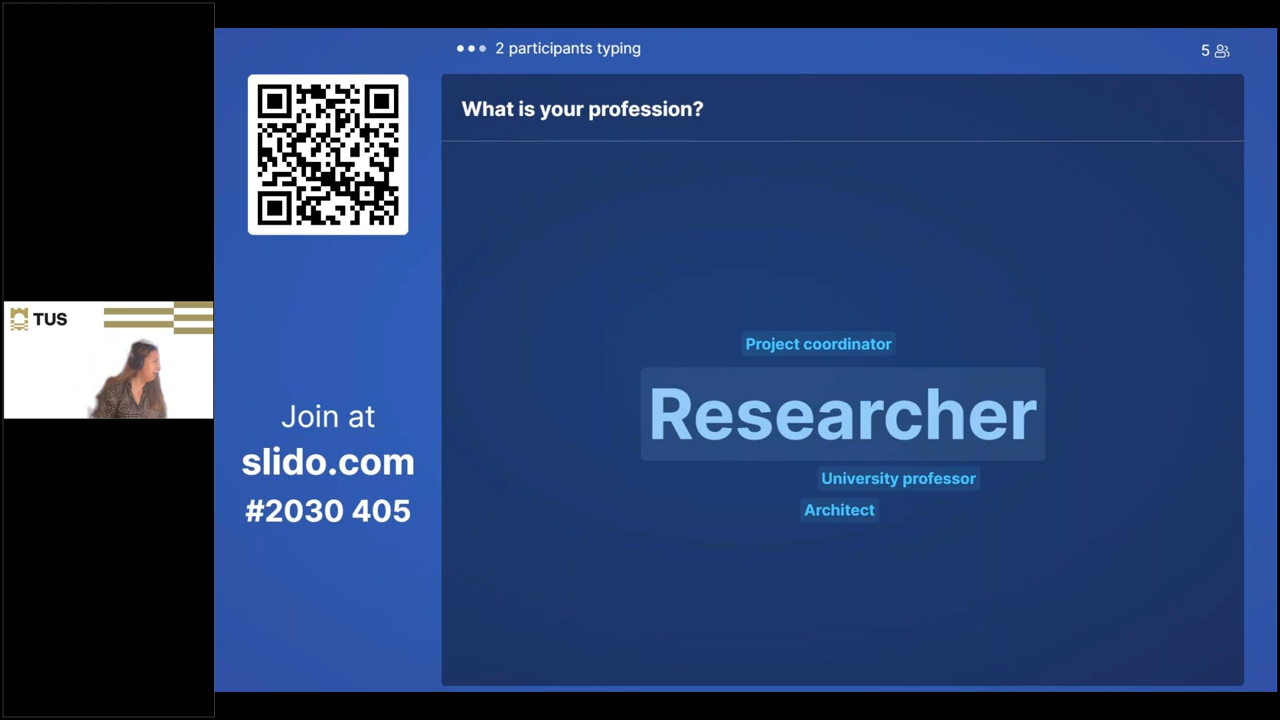 2 participants typing
5
What is your profession?
TUS
Project coordinator
Researcher
University professor
Architect
Join at
slido.com
#2030 405